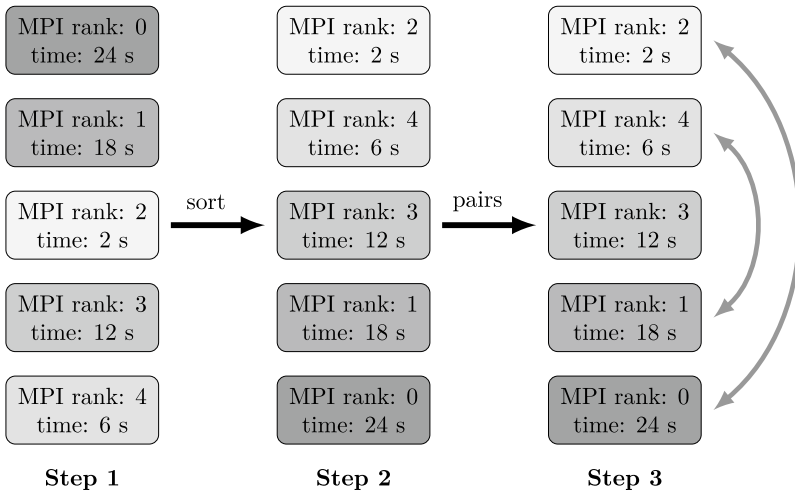 MPI rank: 0
time: 24 s
MPI rank: 1
time: 18 s
MPI rank: 2
time: 2 s
MPI rank: 3
time: 12 s
MPI rank: 4
time: 6 s
Step 1
sort
MPI rank: 2
time: 2 s
MPI rank: 4
time: 6 s
MPI rank: 3
time: 12 s
MPI rank: 1
time: 18 s
MPI rank: 0
time: 24 s
Step 2
pairs
MPI rank: 2
time: 2 s
MPI rank: 4
time: 6 s
MPI rank: 3
time: 12 s
MPI rank: 1
time: 18 s
MPI rank: 0
time: 24 s
Step 3